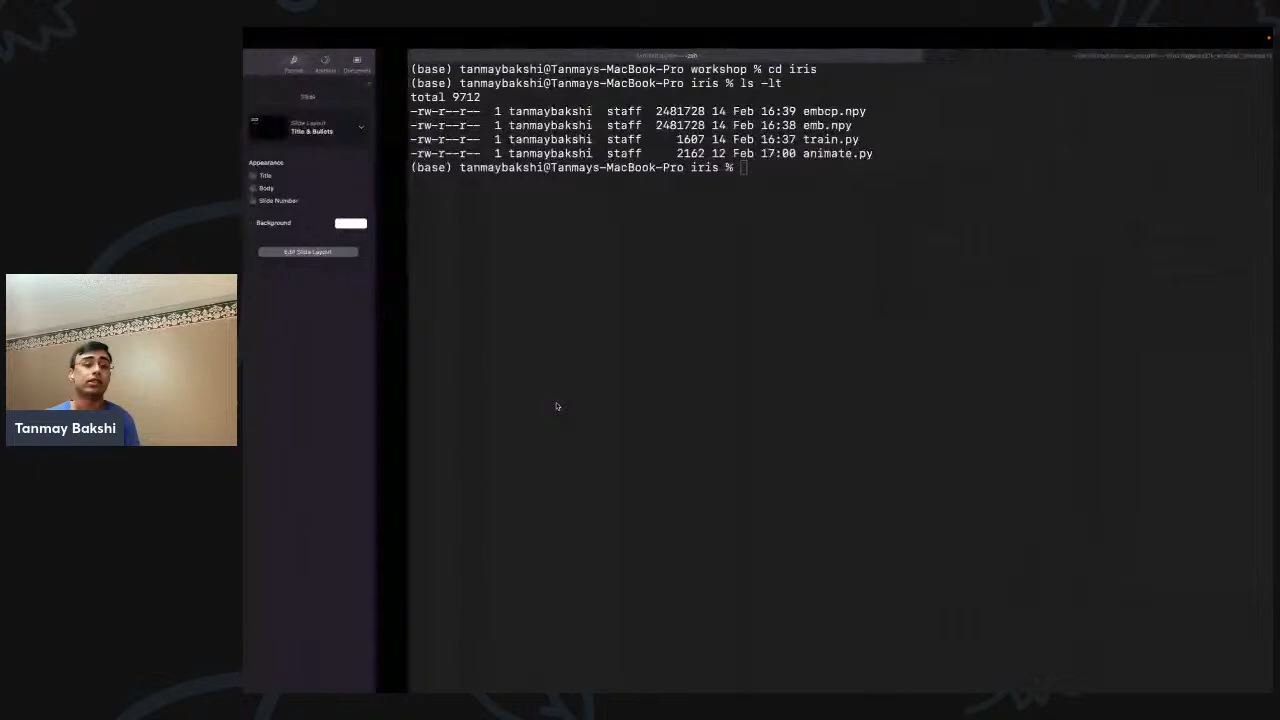 Animate
Document
Slide
Slide Layout
Title & Bullets
Appearance
Title
Body
Slide Number
Background
Edit Slide Layout
(base) tanmaybakshi@Tanmays-MacBook-Pro workshop % cd iris
(base) tanmaybakshi@Tanmays-MacBook-Pro iris % ls -lt
total 9712
-rw-r--r-- 1 tanmaybakshi staff 2481728 14 Feb 16:39 embcp.npy
-rw-r--r-- 1 tanmaybakshi staff 2481728 14 Feb 16:38 emb.npy
-rw-r--r-- 1 tanmaybakshi staff 1607 14 Feb 16:37 train.py
-rw-r--r-- 1 tanmaybakshi staff 2162 12 Feb 17:00 animate.py
(base) tanmaybakshi@Tanmays-MacBook-Pro iris %
Tanmay Bakshi